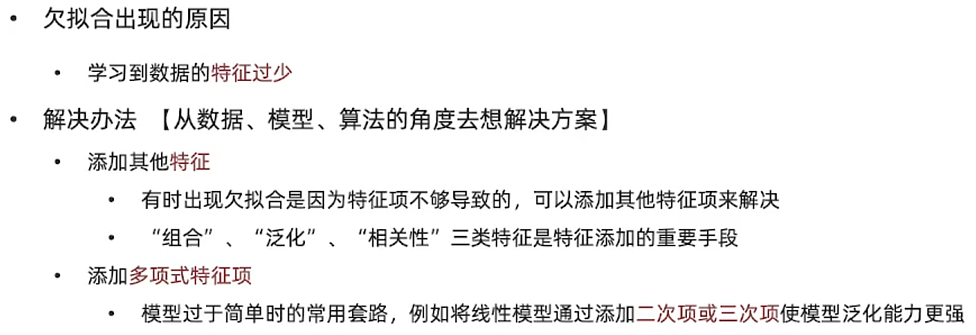 • 欠拟合出现的原因
• 学习到数据的特征过少
• 解决办法 【从数据、模型、算法的角度去想解决方案】
• 添加其他特征
• 有时出现欠拟合是因为特征项不够导致的，可以添加其他特征项来解决
• “组合”、“泛化”、“相关性”三类特征是特征添加的重要手段
• 添加多项式特征项
• 模型过于简单时的常用套路，例如将线性模型通过添加二次项或三次项使模型泛化能力更强